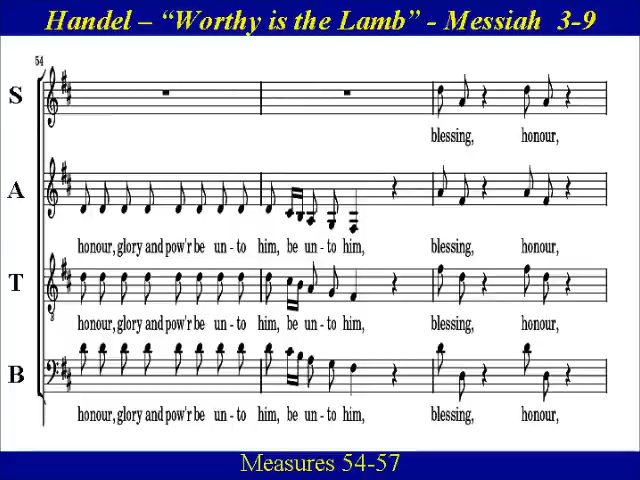 Handel – “Worthy is the Lamb” - Messiah 3-9
54
S
blessing, honour,
A
honour, glory and pow'r be un - to him, be un - to him, blessing, honour,
T
honour, glory and pow'r be un - to him, be un - to him, blessing, honour,
B
honour, glory and pow'r be un - to him, be un - to him, blessing, honour,
Measures 54-57